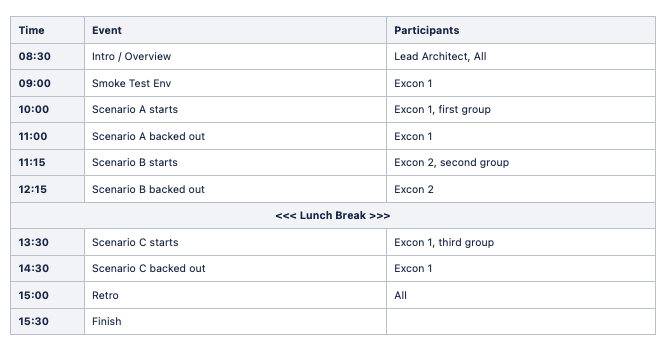 Time Event Participants
08:30 Intro / Overview Lead Architect, All
09:00 Smoke Test Env Excon 1
10:00 Scenario A starts Excon 1, first group
11:00 Scenario A backed out Excon 1
11:15 Scenario B starts Excon 2, second group
12:15 Scenario B backed out Excon 2
<<< Lunch Break >>>
13:30 Scenario C starts Excon 1, third group
14:30 Scenario C backed out Excon 1
15:00 Retro All
15:30 Finish